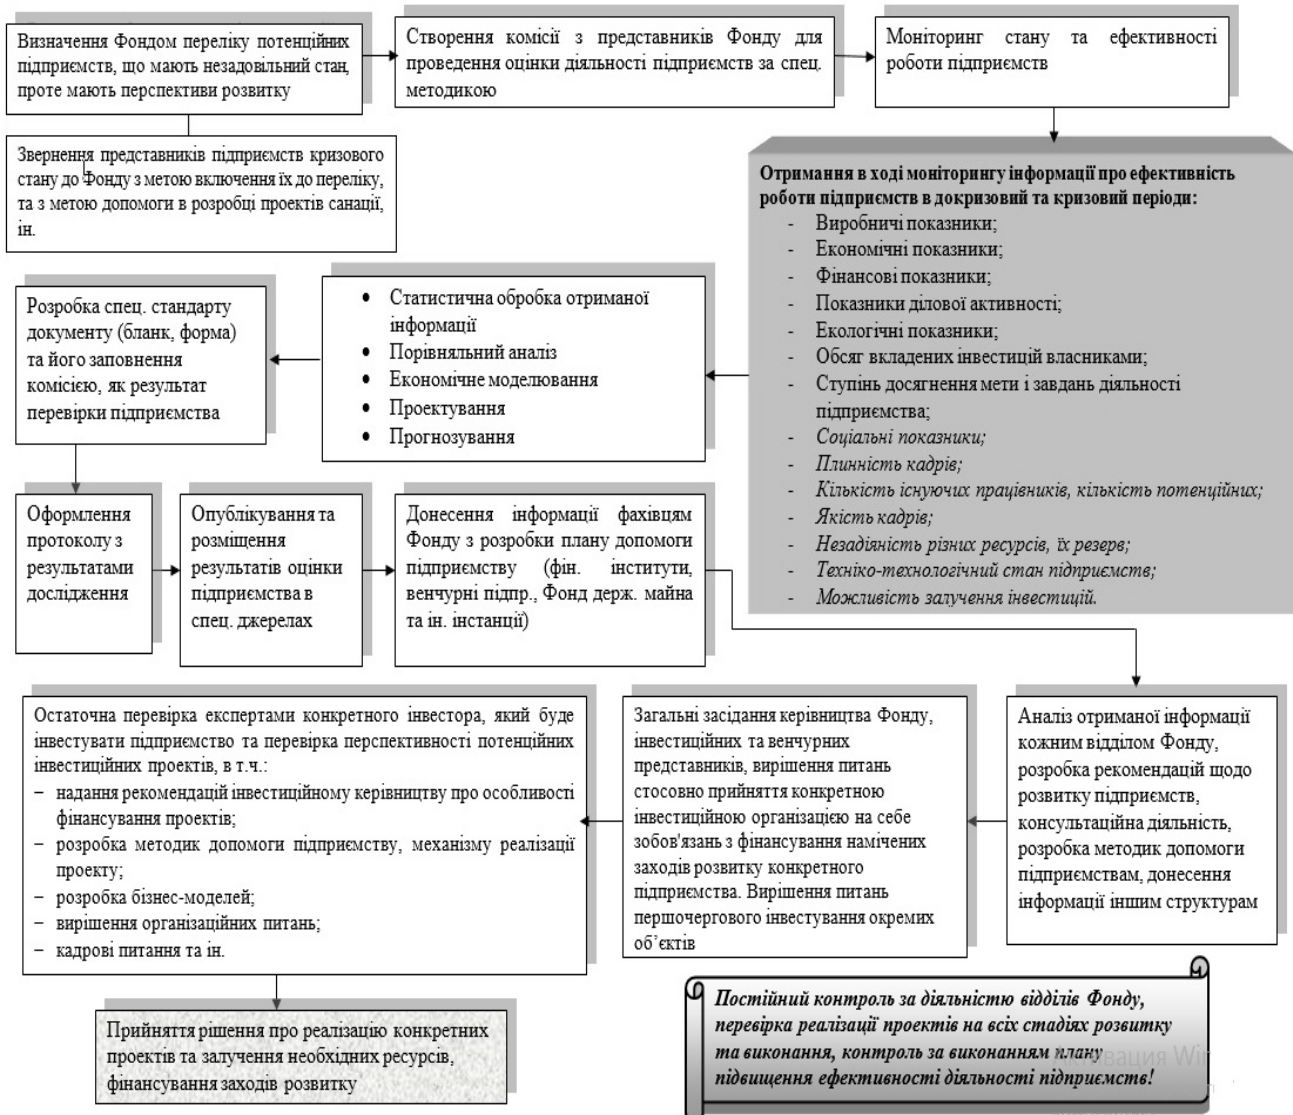 Визначення Фондом переліку потенційних
підприємств, що мають незадовільний стан,
проте мають перспективи розвитку
Створення комісії з представників Фонду для
проведення оцінки діяльності підприємств за спец.
методикою
Моніторинг стану та ефективності
роботи підприємств
Звернення представників підприємств кризового
стану до Фонду з метою включення їх до переліку,
та з метою допомоги в розробці проектів санації,
ін.
Отримання в ході моніторингу інформації про ефективність
роботи підприємств в докризовий та кризовий періоди:
- Виробничі показники;
- Економічні показники;
- Фінансові показники;
- Показники ділової активності;
- Екологічні показники;
- Обсяг вкладених інвестицій власниками;
- Ступінь досягнення мети і завдань діяльності
підприємства;
- Соціальні показники;
- Плинність кадрів;
- Кількість існуючих працівників, кількість потенційних;
- Якість кадрів;
- Незадіяність різних ресурсів, їх резерв;
- Техніко-технологічний стан підприємств;
- Можливість залучення інвестицій.
• Статистична обробка отриманої
інформації
• Порівняльний аналіз
• Економічне моделювання
• Проектування
• Прогнозування
Розробка спец. стандарту
документу (бланк, форма)
та його заповнення
комісією, як результат
перевірки підприємства
Оформлення
протоколу з
результатами
дослідження
Опублікування та
розміщення
результатів оцінки
підприємства в
спец. джерелах
Донесення інформації фахівцям
Фонду з розробки плану допомоги
підприємству (фін. інститути,
венчурні підпр., Фонд держ. майна
та ін. інстанції)
Аналіз отриманої інформації
кожним відділом Фонду,
розробка рекомендацій щодо
розвитку підприємств,
консультаційна діяльність,
розробка методик допомоги
підприємствам, донесення
інформації іншим структурам
Загальні засідання керівництва Фонду,
інвестиційних та венчурних
представників, вирішення питань
стосовно прийняття конкретною
інвестиційною організацією на себе
зобов'язань з фінансування намічених
заходів розвитку конкретного
підприємства. Вирішення питань
першочергового інвестування окремих
об’єктів
Остаточна перевірка експертами конкретного інвестора, який буде
інвестувати підприємство та перевірка перспективності потенційних
інвестиційних проектів, в т.ч.:
– надання рекомендацій інвестиційному керівництву про особливості
фінансування проектів;
– розробка методик допомоги підприємству, механізму реалізації
проекту;
– розробка бізнес-моделей;
– вирішення організаційних питань;
– кадрові питання та ін.
Прийняття рішення про реалізацію конкретних
проектів та залучення необхідних ресурсів,
фінансування заходів розвитку
Постійний контроль за діяльністю відділів Фонду,
перевірка реалізації проектів на всіх стадіях розвитку
та виконання, контроль за виконанням плану
підвищення ефективності діяльності підприємств!